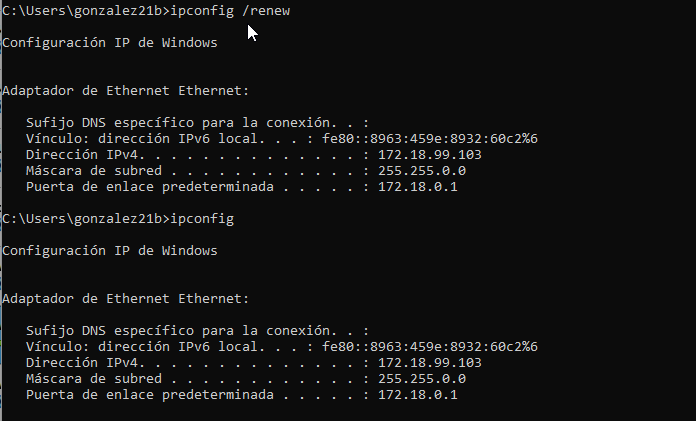 C:\Users\gonzalez21b>ipconfig /renew
Configuración IP de Windows
Adaptador de Ethernet Ethernet:
Sufijo DNS específico para la conexión. . :
Vínculo: dirección IPv6 local. . . : fe80::8963:459e:8932:60c2%6
Dirección IPv4. . . . . . . . . . . . . . : 172.18.99.103
Máscara de subred . . . . . . . . . . . . : 255.255.0.0
Puerta de enlace predeterminada . . . . . : 172.18.0.1
C:\Users\gonzalez21b>ipconfig
Configuración IP de Windows
Adaptador de Ethernet Ethernet:
Sufijo DNS específico para la conexión. . :
Vínculo: dirección IPv6 local. . . : fe80::8963:459e:8932:60c2%6
Dirección IPv4. . . . . . . . . . . . . . : 172.18.99.103
Máscara de subred . . . . . . . . . . . . : 255.255.0.0
Puerta de enlace predeterminada . . . . . : 172.18.0.1